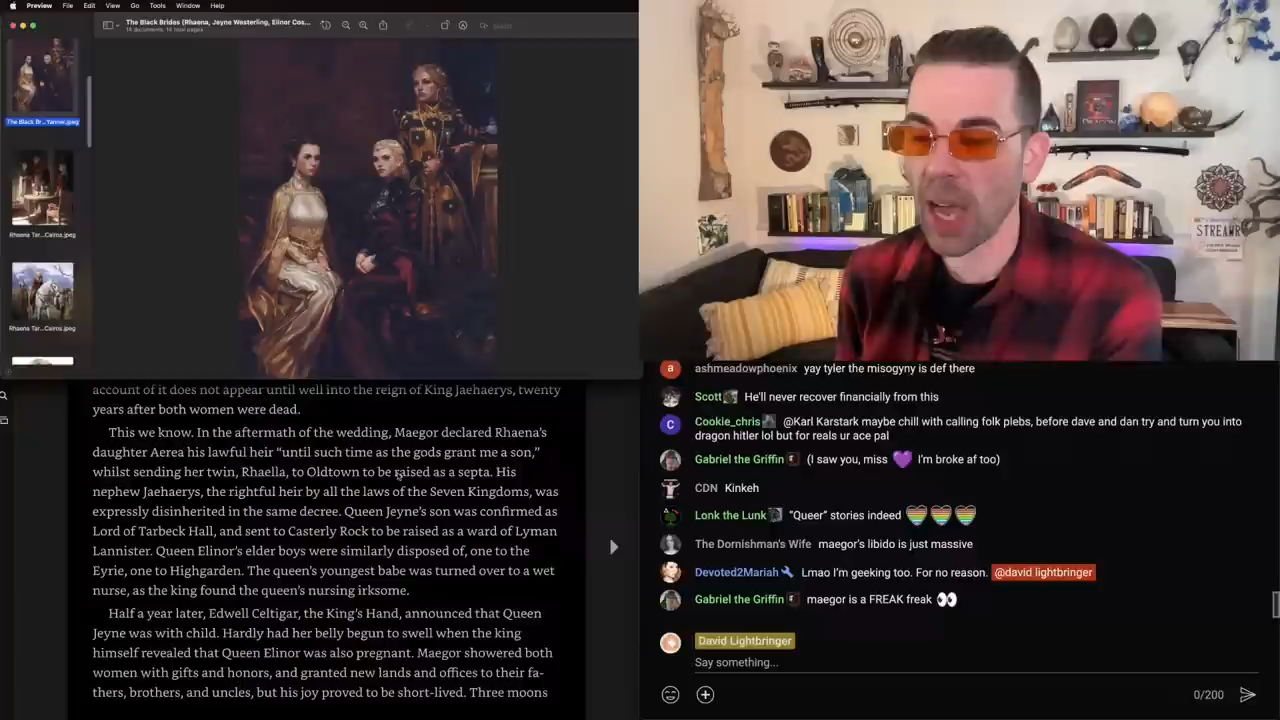 Preview File Edit View Go Tools Window Help
The Black Brides (Rhaena, Jeyne Westerling, Elinor Cos...
14 documents, 14 total pages
The Black Br...Yanner.jpeg
Rhaena Tar...Cairos.jpeg
Rhaena Tar...Cairos.jpeg
account of it does not appear until well into the reign of King Jaehaerys, twenty
years after both women were dead.
This we know. In the aftermath of the wedding, Maegor declared Rhaena’s
daughter Aerea his lawful heir “until such time as the gods grant me a son,”
whilst sending her twin, Rhaella, to Oldtown to be raised as a septa. His
nephew Jaehaerys, the rightful heir by all the laws of the Seven Kingdoms, was
expressly disinherited in the same decree. Queen Jeyne’s son was confirmed as
Lord of Tarbeck Hall, and sent to Casterly Rock to be raised as a ward of Lyman
Lannister. Queen Elinor’s elder boys were similarly disposed of, one to the
Eyrie, one to Highgarden. The queen’s youngest babe was turned over to a wet
nurse, as the king found the queen’s nursing irksome.
Half a year later, Edwell Celtigar, the King’s Hand, announced that Queen
Jeyne was with child. Hardly had her belly begun to swell when the king
himself revealed that Queen Elinor was also pregnant. Maegor showered both
women with gifts and honors, and granted new lands and offices to their fa-
thers, brothers, and uncles, but his joy proved to be short-lived. Three moons
DRAGON
STREAMR
a ashmeadowphoenix yay tyler the misogyny is def there
Scott He'll never recover financially from this
C Cookie_chris @Karl Karstark maybe chill with calling folk plebs, before dave and dan try and turn you into
dragon hitler lol but for reals ur ace pal
Gabriel the Griffin (I saw you, miss 💜 I'm broke af too)
CDN Kinkeh
Lonk the Lunk “Queer” stories indeed
The Dornishman's Wife maegor's libido is just massive
Devoted2Mariah Lmao I'm geeking too. For no reason. @david lightbringer
Gabriel the Griffin maegor is a FREAK freak 👀
David Lightbringer
Say something...
0/200